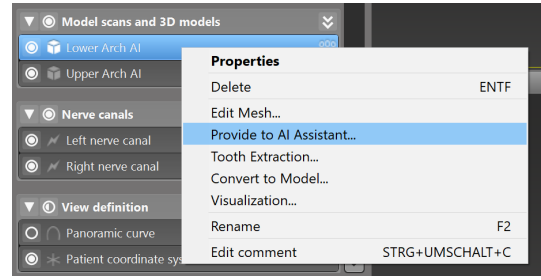 Model scans and 3D models
Lower Arch AI
Upper Arch AI
Nerve canals
Left nerve canal
Right nerve canal
View definition
Panoramic curve
Patient coordinate sys
Properties
Delete ENTF
Edit Mesh...
Provide to AI Assistant...
Tooth Extraction...
Convert to Model...
Visualization...
Rename F2
Edit comment STRG+UMSCHALT+C